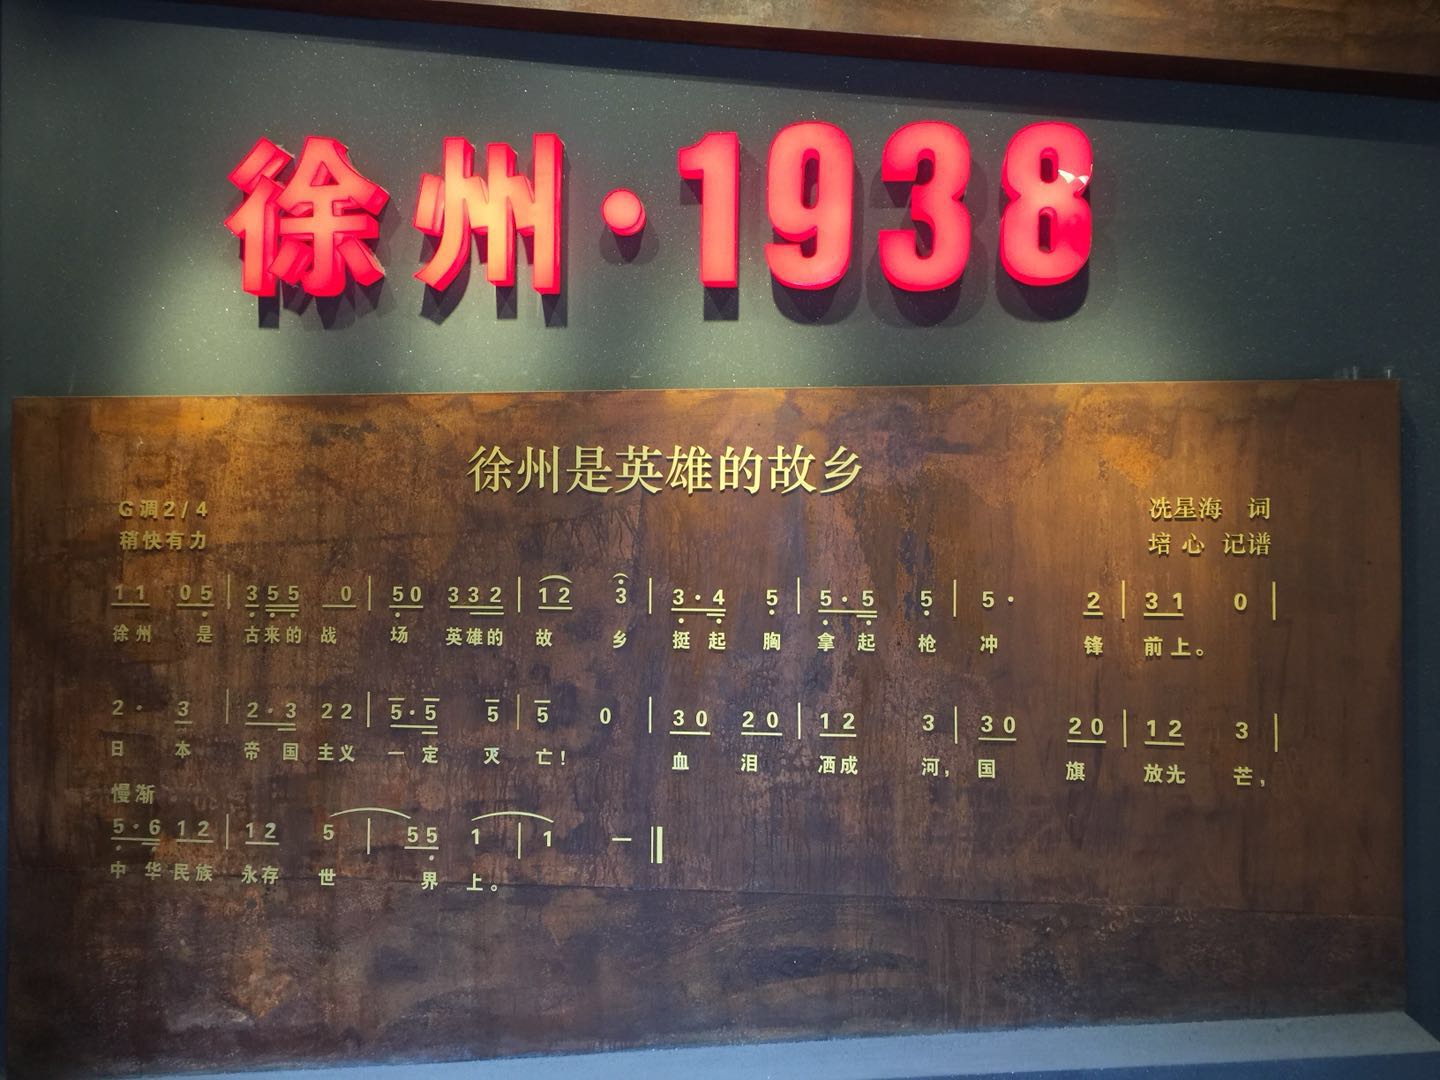 徐州·1938
徐州是英雄的故乡
G调2/4
稍快有力
冼星海 词
培心 记谱
11 05 | 355 0 | 50 332 | 12 3 | 3·4 5 | 5·5 5 | 5· 2 | 31 0 |
徐州 是 古来的 战 场 英雄的 故 乡 挺 起 胸 拿 起 枪 冲 锋 前上。
2· 3 | 2·3 22 | 5·5 5 | 5 0 | 30 20 | 12 3 | 30 20 | 12 3 |
日 本 帝 国 主义 一 定 灭 亡! 血 泪 洒成 河,国 旗 放光 芒,
慢渐
5·6 12 | 12 5 | 55 1 | 1 — ‖
中 华 民族 永存 世 界 上。